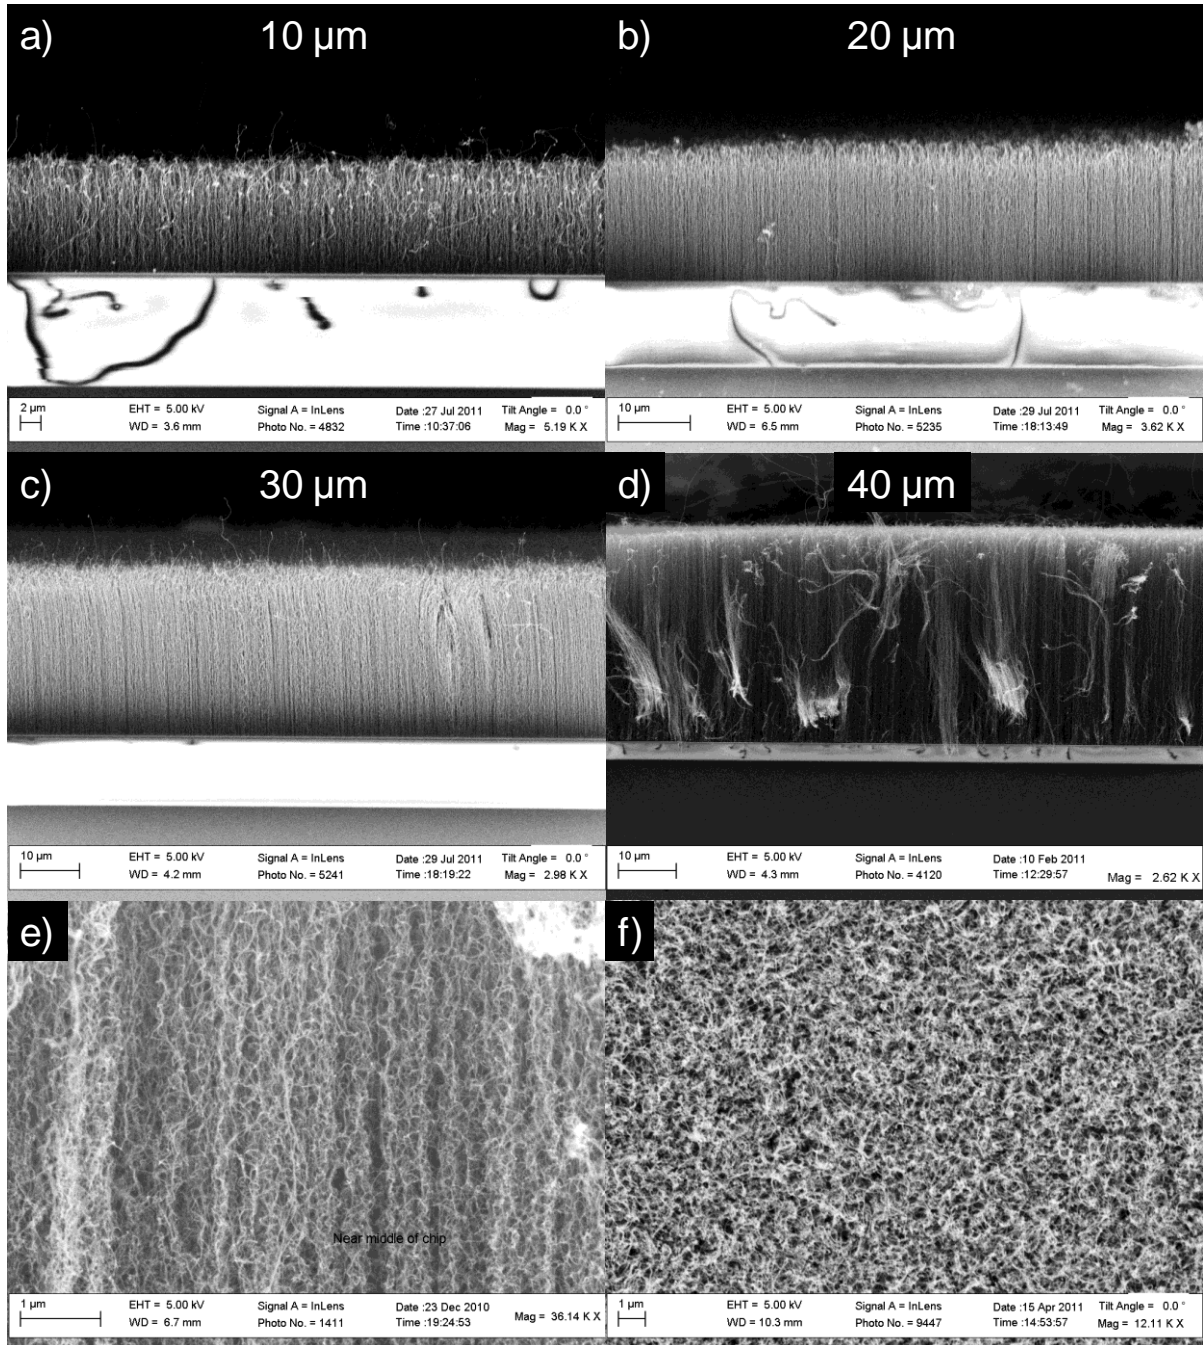 a) 10 µm
b) 20 µm
2 µm EHT = 5.00 kV Signal A = InLens Date :27 Jul 2011 Tilt Angle = 0.0 °
WD = 3.6 mm Photo No. = 4832 Time :10:37:06 Mag = 5.19 K X
10 µm EHT = 5.00 kV Signal A = InLens Date :29 Jul 2011 Tilt Angle = 0.0 °
WD = 6.5 mm Photo No. = 5235 Time :18:13:49 Mag = 3.62 K X
c) 30 µm
d) 40 µm
10 µm EHT = 5.00 kV Signal A = InLens Date :29 Jul 2011 Tilt Angle = 0.0 °
WD = 4.2 mm Photo No. = 5241 Time :18:19:22 Mag = 2.98 K X
10 µm EHT = 5.00 kV Signal A = InLens Date :10 Feb 2011
WD = 4.3 mm Photo No. = 4120 Time :12:29:57 Mag = 2.62 K X
e)
Near middle of chip
1 µm EHT = 5.00 kV Signal A = InLens Date :23 Dec 2010
WD = 6.7 mm Photo No. = 1411 Time :19:24:53 Mag = 36.14 K X
f)
1 µm EHT = 5.00 kV Signal A = InLens Date :15 Apr 2011 Tilt Angle = 0.0 °
WD = 10.3 mm Photo No. = 9447 Time :14:53:57 Mag = 12.11 K X